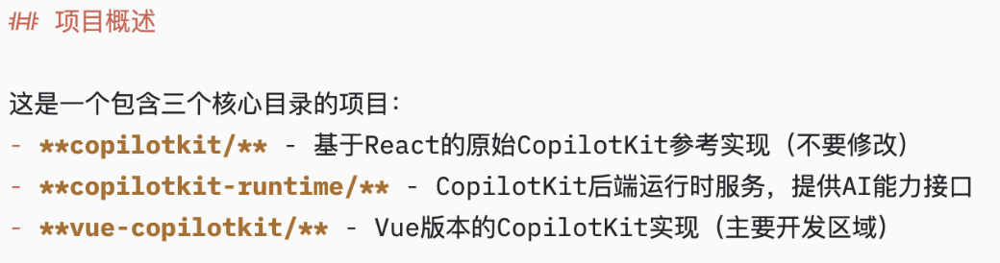 ## 项目概述
这是一个包含三个核心目录的项目：
- **copilotkit/** - 基于React的原始CopilotKit参考实现（不要修改）
- **copilotkit-runtime/** - CopilotKit后端运行时服务，提供AI能力接口
- **vue-copilotkit/** - Vue版本的CopilotKit实现（主要开发区域）